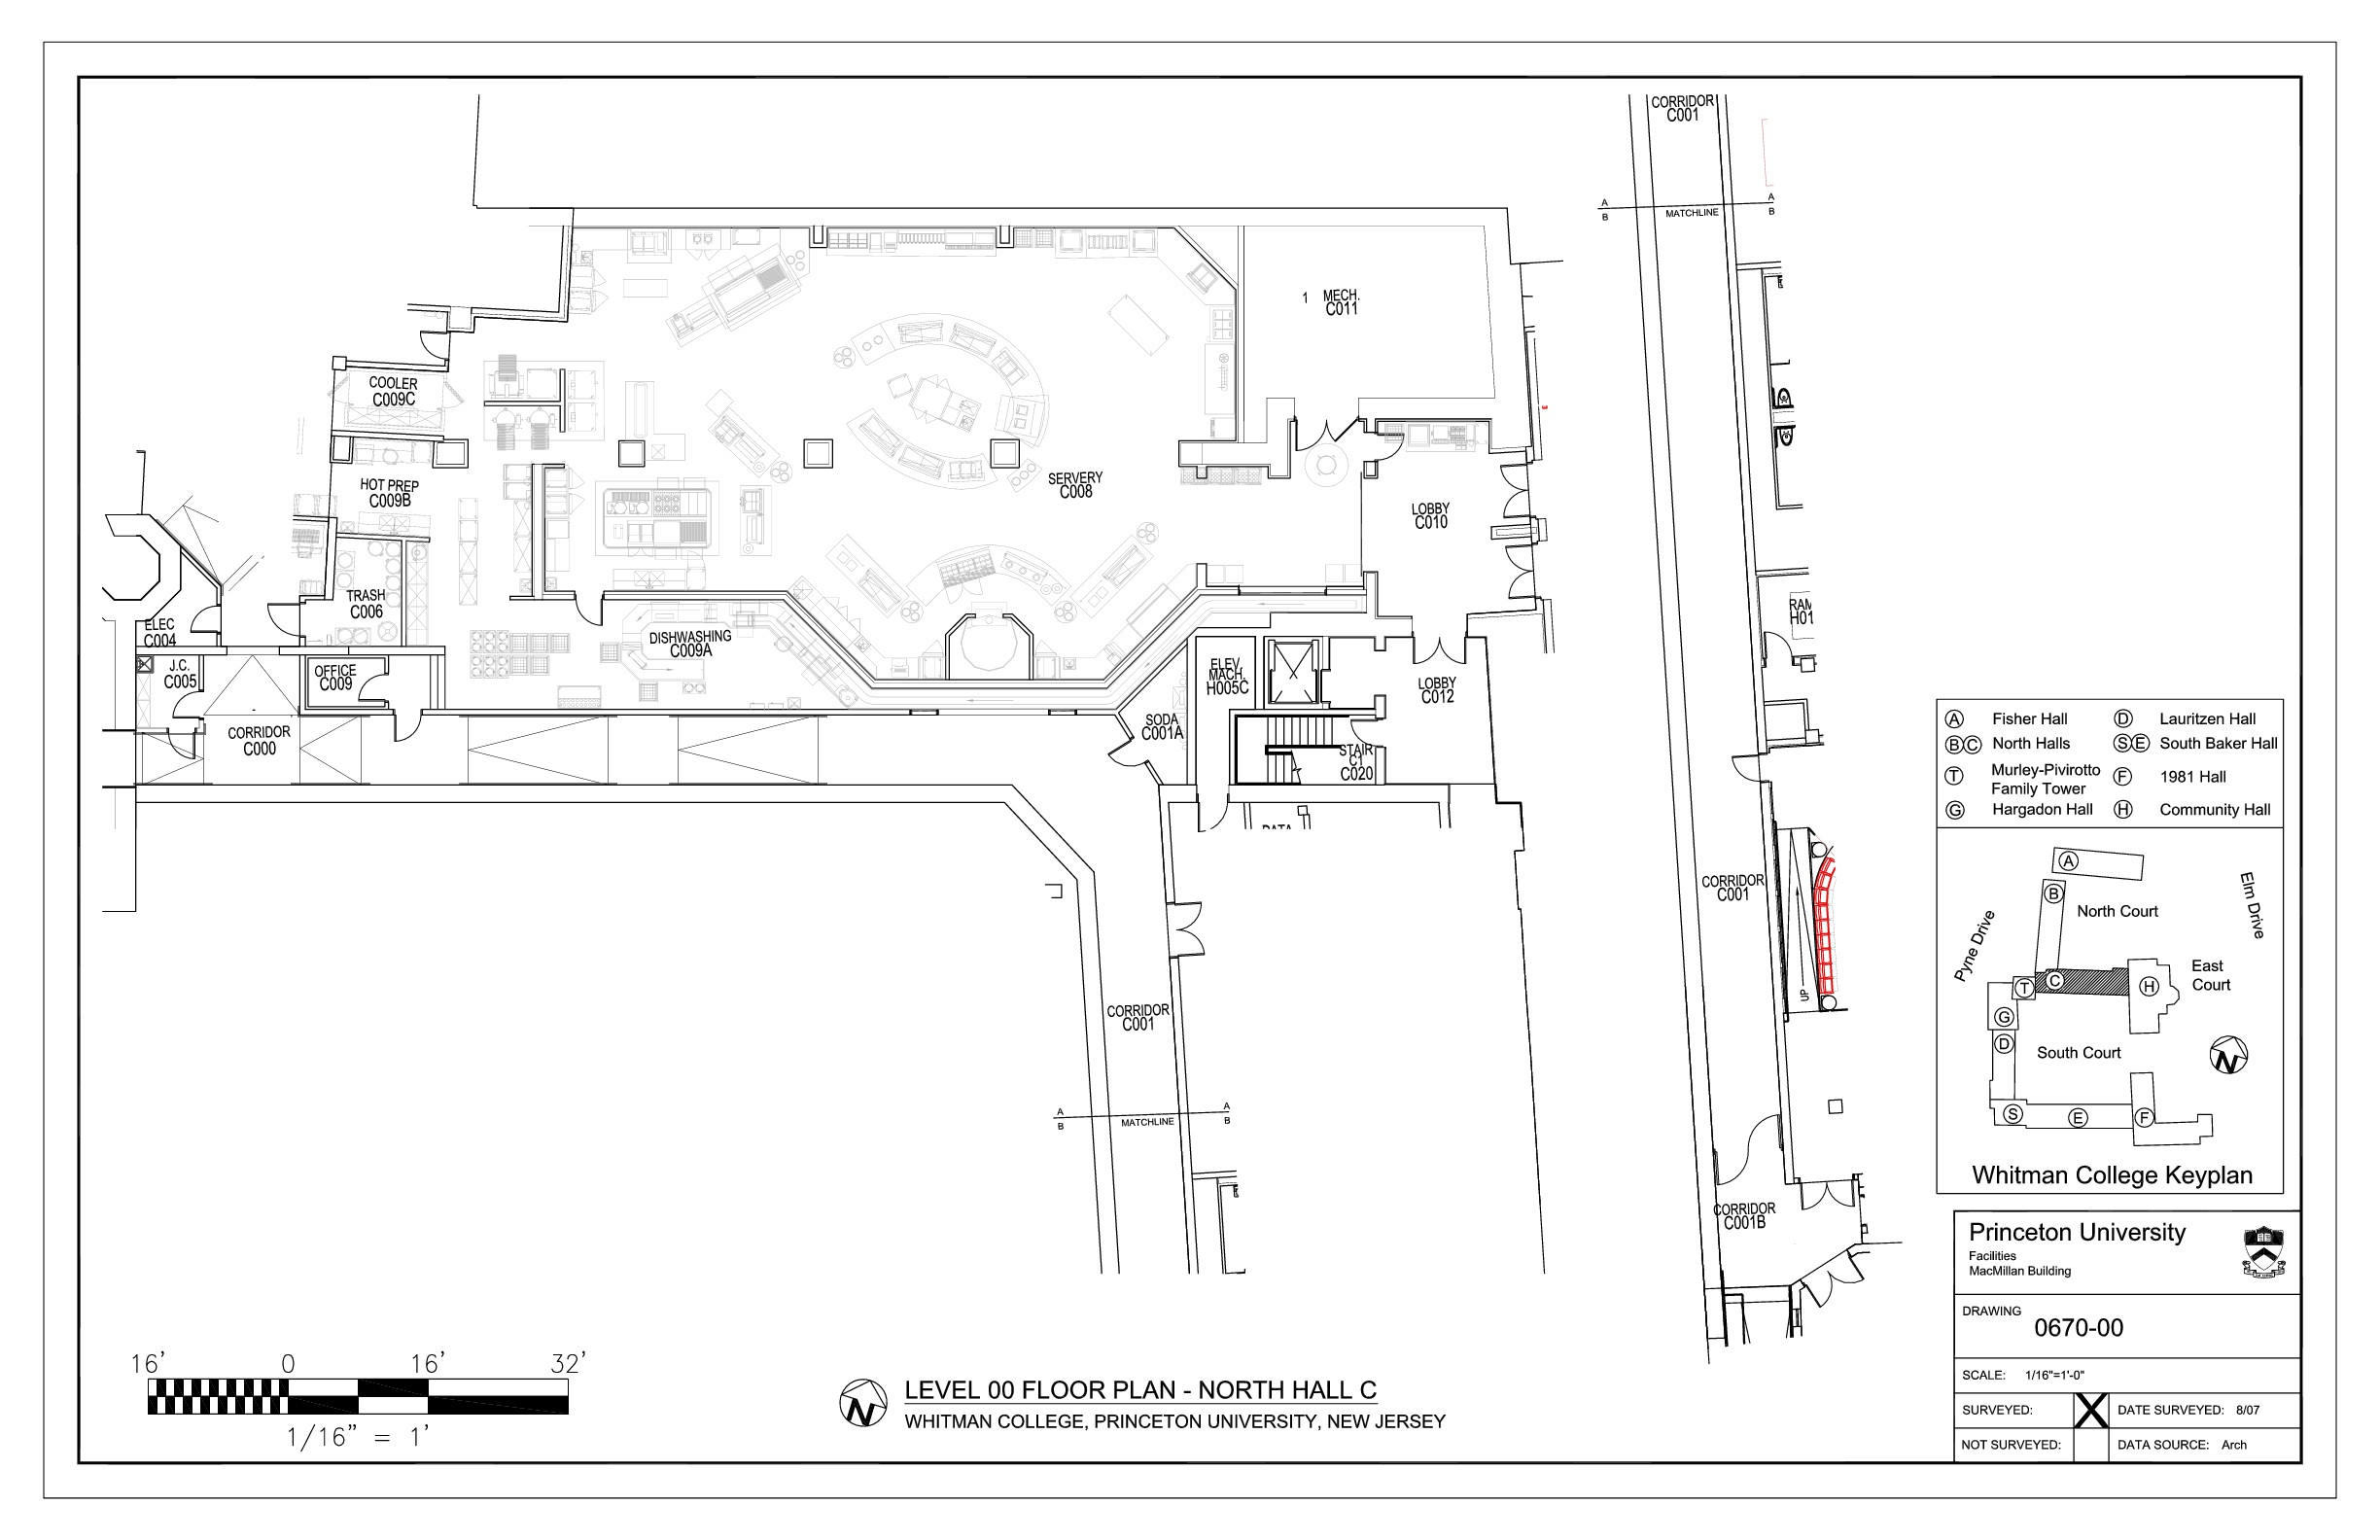 CORRIDOR
C001
A
A
MATCHLINE
B
B
1 MECH.
C011
COOLER
C009C
HOT PREP
C009B
SERVERY
C008
LOBBY
C010
TRASH
C006
ELEC
C004
DISHWASHING
C009A
J.C.
C005
OFFICE
C009
ELEV.
MACH.
H005C
LOBBY
C012
SODA
C001A
CORRIDOR
C000
STAIR
C1
C020
CORRIDOR
C001
A
A
MATCHLINE
B
B
CORRIDOR
C001
UP
CORRIDOR
C001B
A Fisher Hall
D Lauritzen Hall
B C North Halls
S E South Baker Hall
T Murley-Pivirotto
Family Tower
F 1981 Hall
G Hargadon Hall
H Community Hall
A
B
North Court
Elm Drive
Pyne Drive
T
C
H
East
Court
G
D
South Court
N
S
E
F
Whitman College Keyplan
Princeton University
Facilities
MacMillan Building
DRAWING
0670-00
SCALE: 1/16"=1'-0"
SURVEYED: X DATE SURVEYED: 8/07
NOT SURVEYED: DATA SOURCE: Arch
16' 0 16' 32'
1/16" = 1'
N
LEVEL 00 FLOOR PLAN - NORTH HALL C
WHITMAN COLLEGE, PRINCETON UNIVERSITY, NEW JERSEY